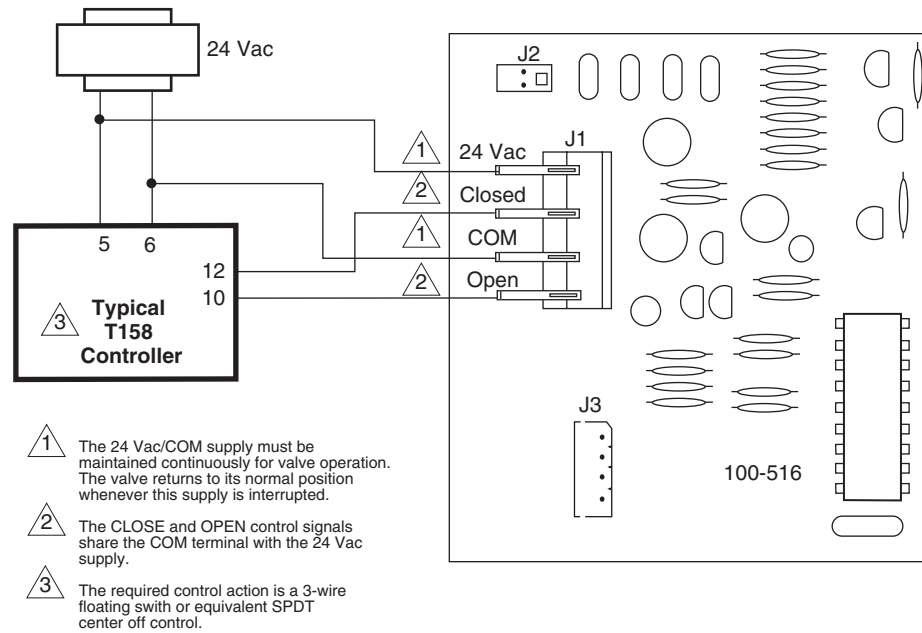 24 Vac
J2
J1
1
24 Vac
2
Closed
1
COM
2
Open
5 6
12
10
3
Typical
T158
Controller
J3
100-516
1
The 24 Vac/COM supply must be
maintained continuously for valve operation.
The valve returns to its normal position
whenever this supply is interrupted.
2
The CLOSE and OPEN control signals
share the COM terminal with the 24 Vac
supply.
3
The required control action is a 3-wire
floating swith or equivalent SPDT
center off control.